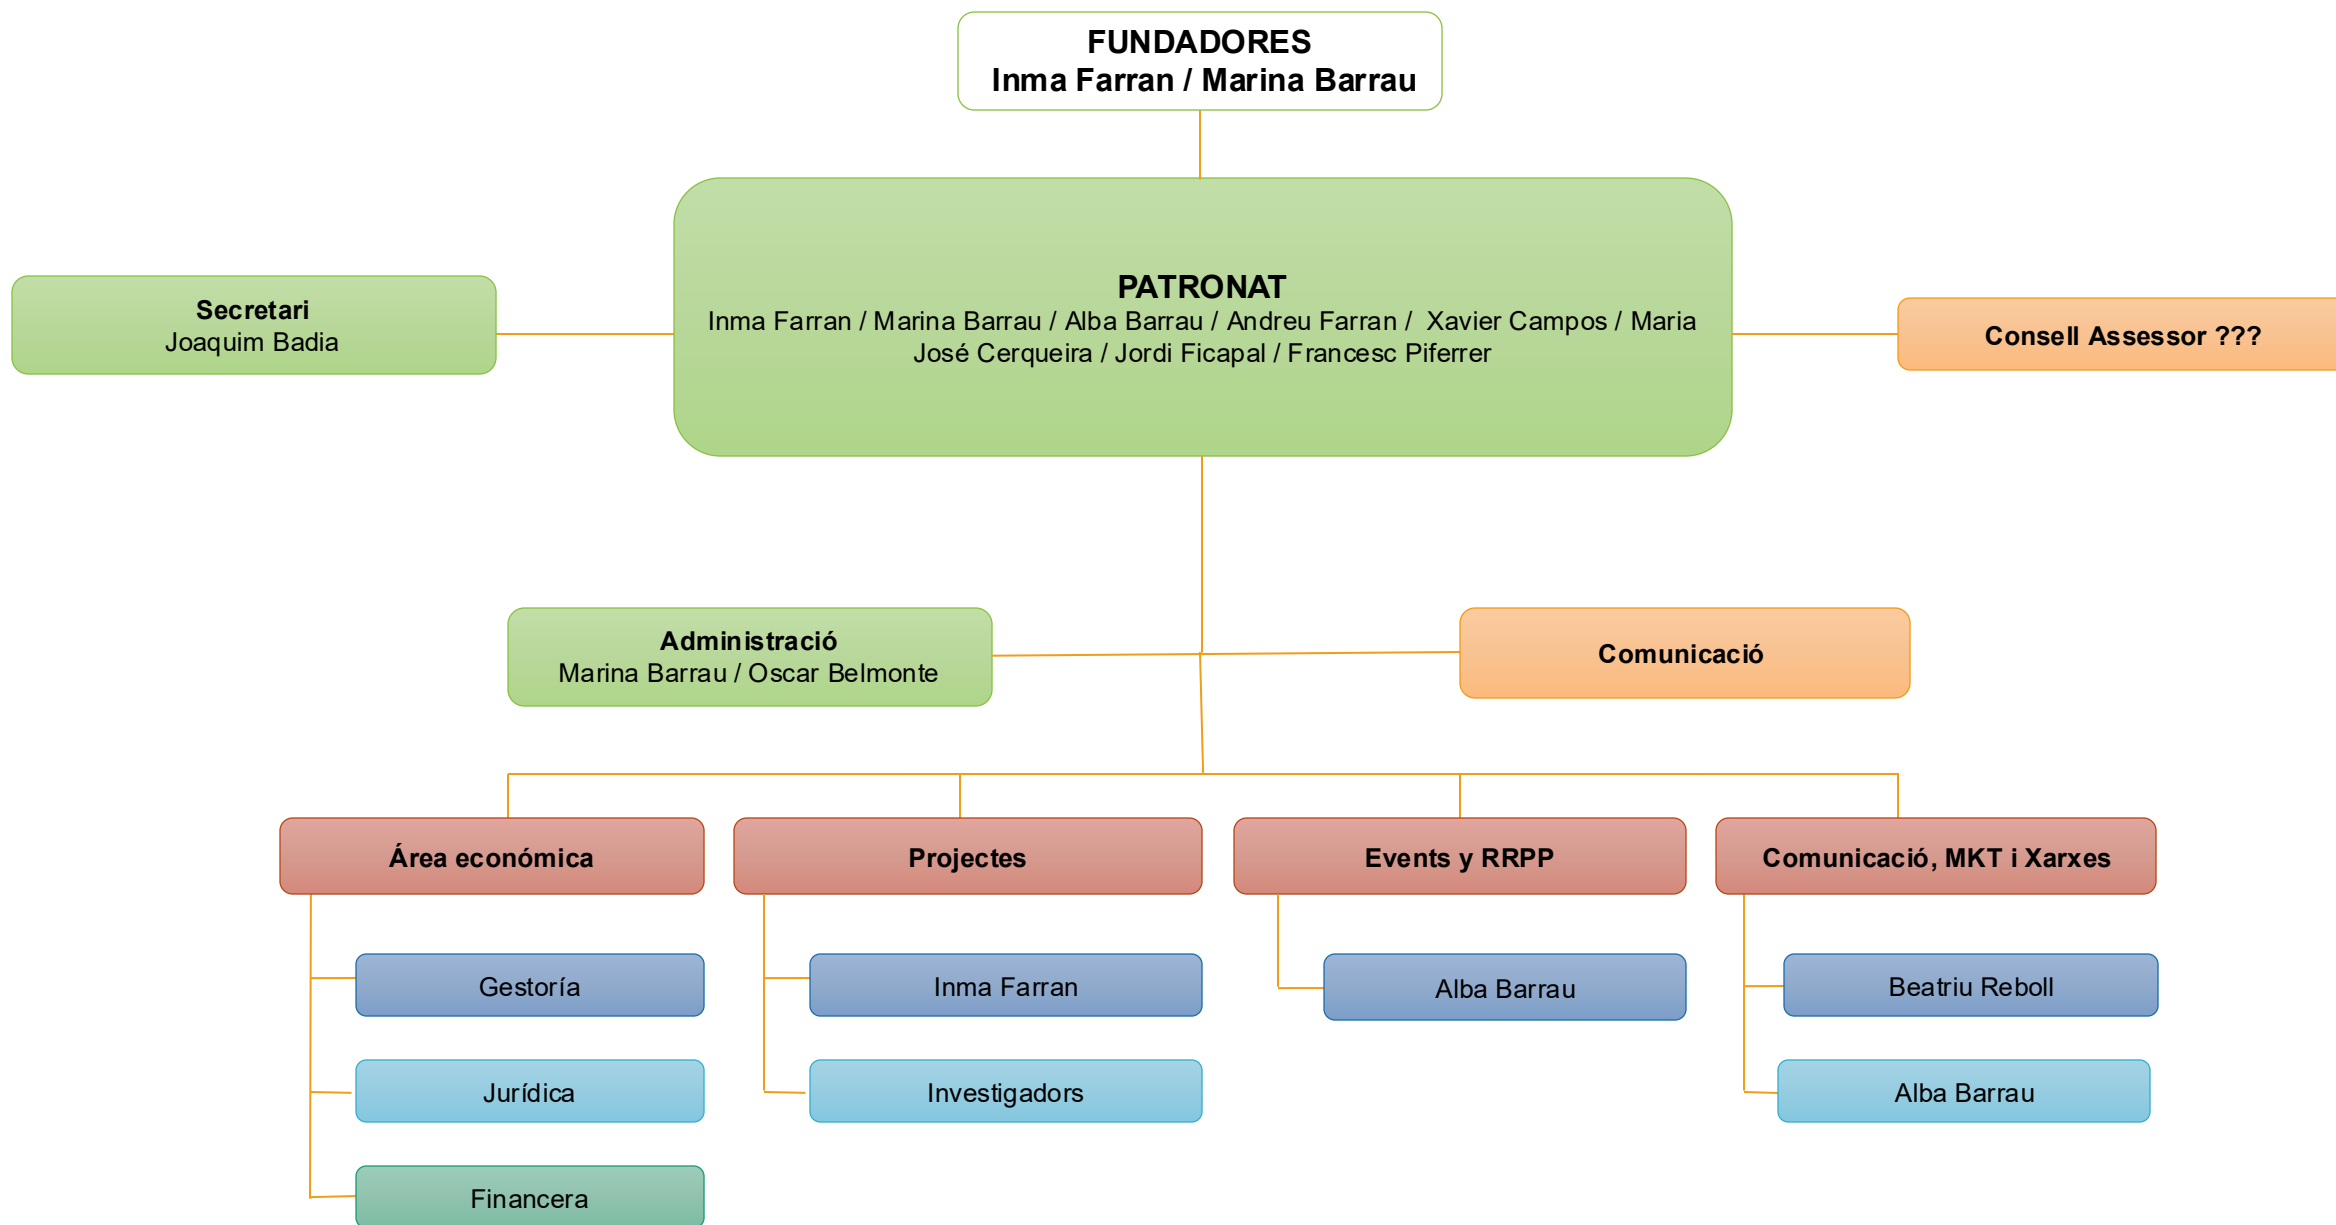 FUNDADORES
Inma Farran / Marina Barrau
PATRONAT
Inma Farran / Marina Barrau / Alba Barrau / Andreu Farran / Xavier Campos / Maria
José Cerqueira / Jordi Ficapal / Francesc Piferrer
Secretari
Joaquim Badia
Consell Assessor ???
Administració
Marina Barrau / Oscar Belmonte
Comunicació
Área económica
Projectes
Events y RRPP
Comunicació, MKT i Xarxes
Gestoría
Inma Farran
Alba Barrau
Beatriu Reboll
Jurídica
Investigadors
Alba Barrau
Financera